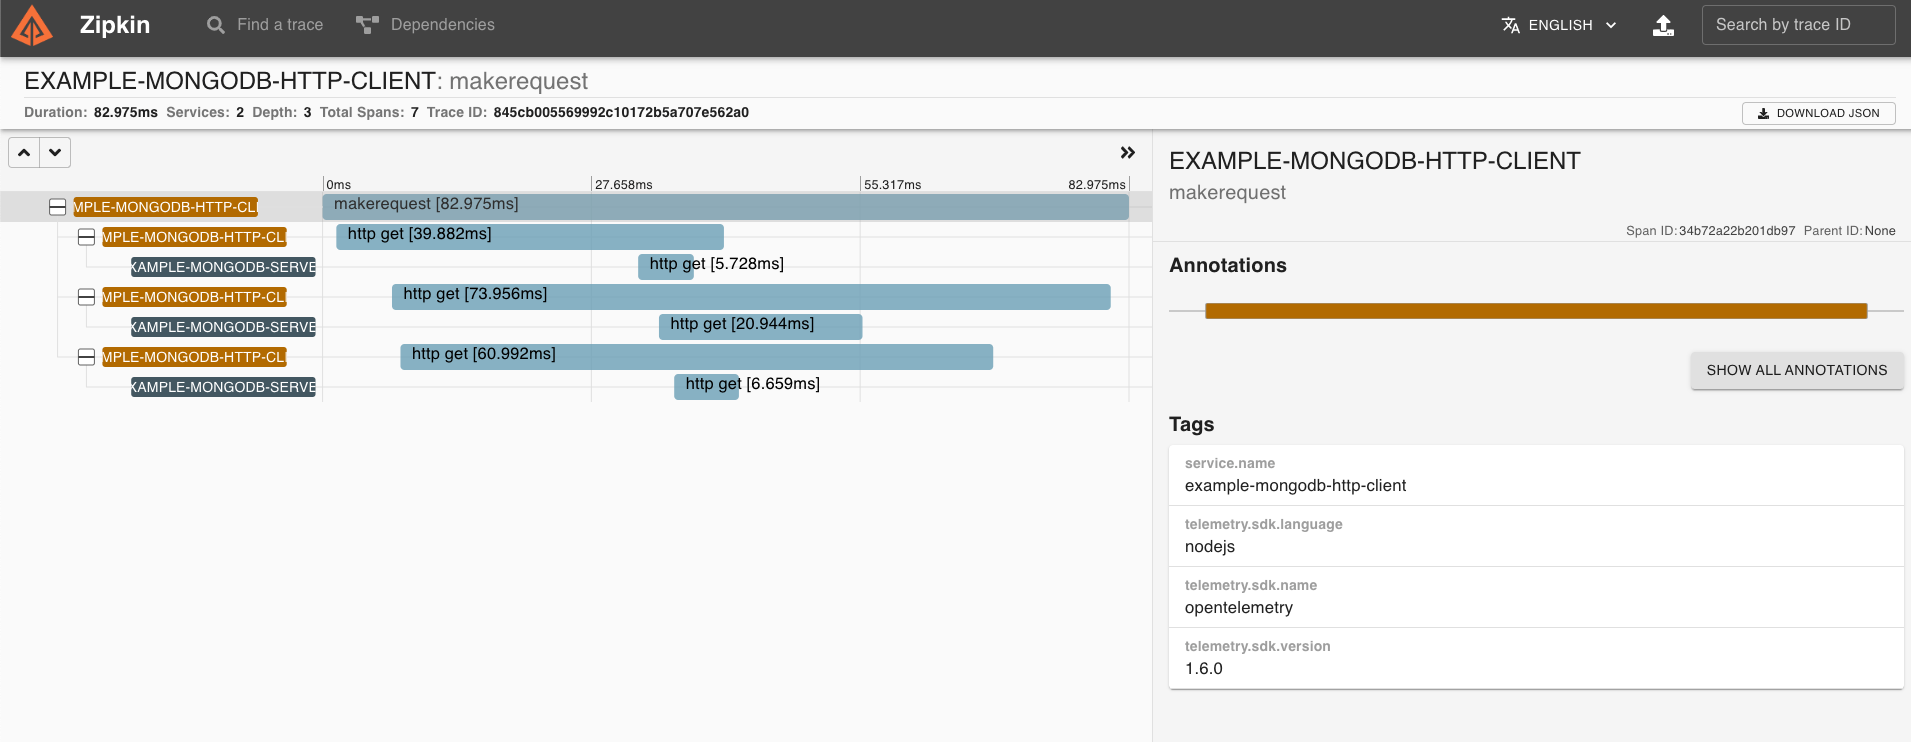 Zipkin Find a trace Dependencies ENGLISH Search by trace ID
EXAMPLE-MONGODB-HTTP-CLIENT: makerequest
Duration: 82.975ms Services: 2 Depth: 3 Total Spans: 7 Trace ID: 845cb005569992c10172b5a707e562a0
DOWNLOAD JSON
0ms 27.658ms 55.317ms 82.975ms
MPLE-MONGODB-HTTP-CLI makerequest [82.975ms]
MPLE-MONGODB-HTTP-CLI http get [39.882ms]
XAMPLE-MONGODB-SERVE http get [5.728ms]
MPLE-MONGODB-HTTP-CLI http get [73.956ms]
XAMPLE-MONGODB-SERVE http get [20.944ms]
MPLE-MONGODB-HTTP-CLI http get [60.992ms]
XAMPLE-MONGODB-SERVE http get [6.659ms]
EXAMPLE-MONGODB-HTTP-CLIENT
makerequest
Span ID: 34b72a22b201db97 Parent ID: None
Annotations
SHOW ALL ANNOTATIONS
Tags
service.name
example-mongodb-http-client
telemetry.sdk.language
nodejs
telemetry.sdk.name
opentelemetry
telemetry.sdk.version
1.6.0